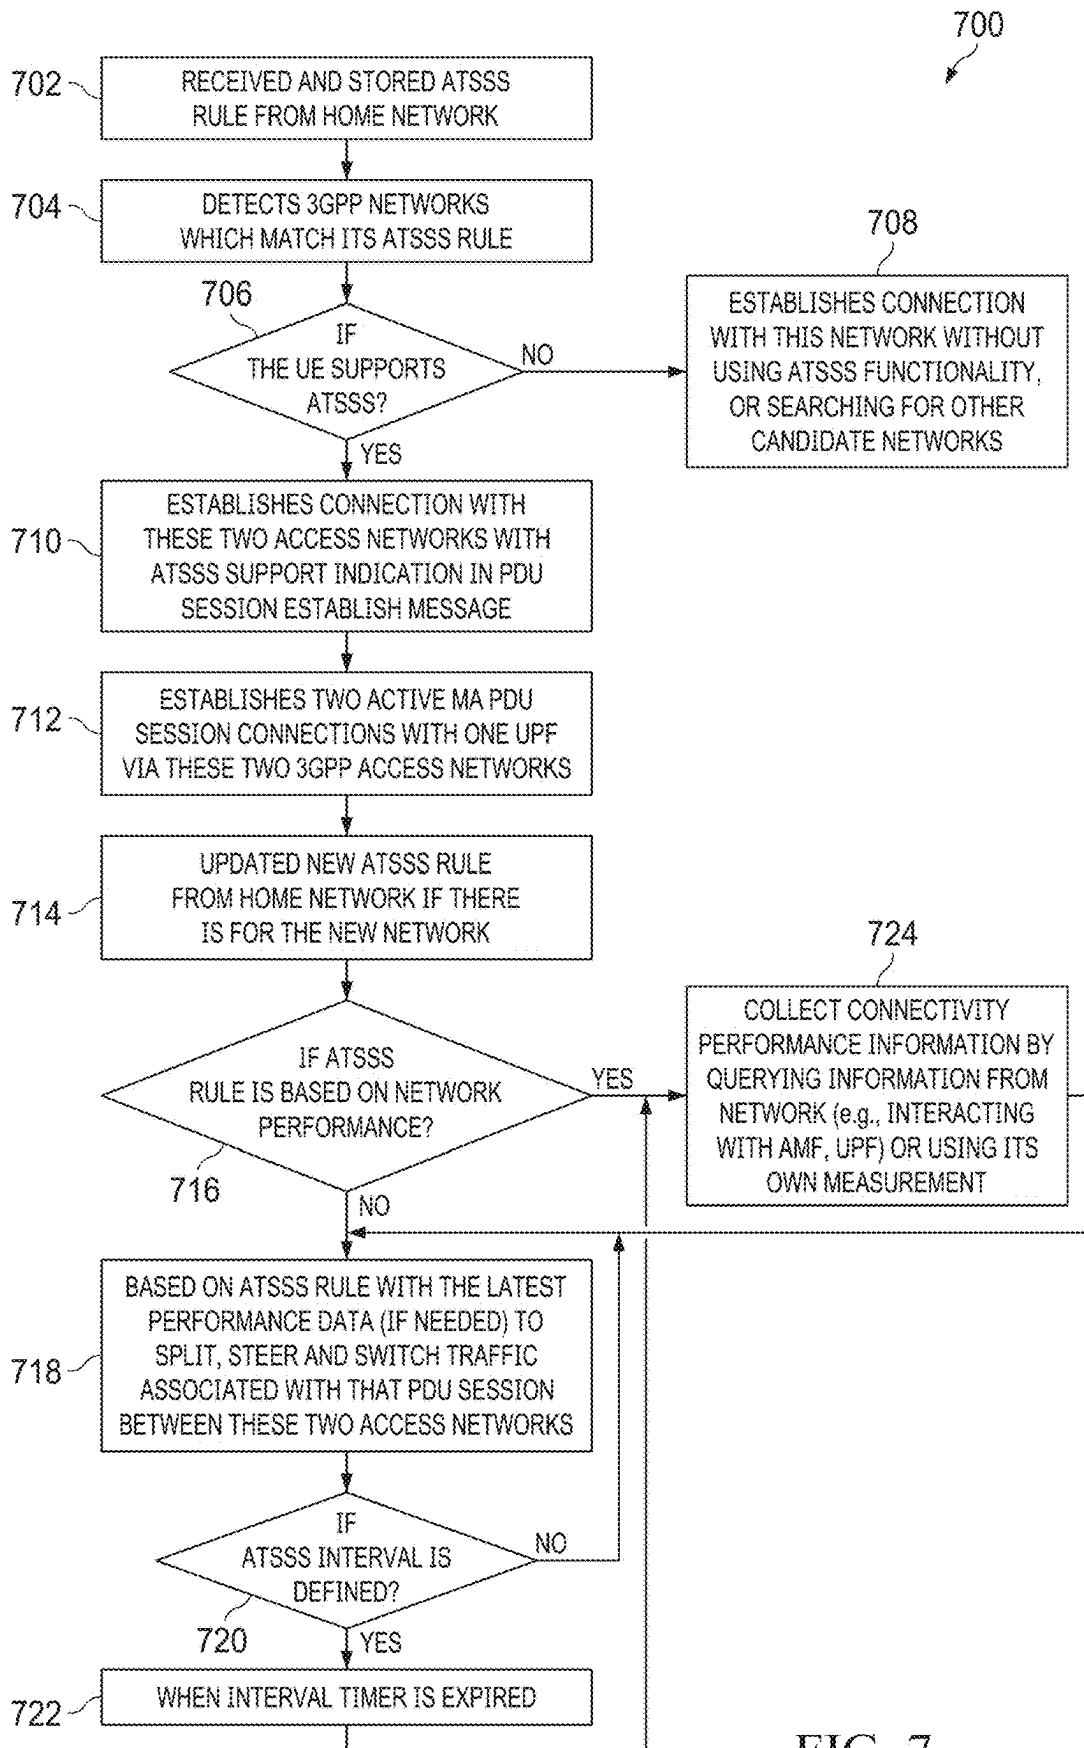 700
702
RECEIVED AND STORED ATSSS
RULE FROM HOME NETWORK
704
DETECTS 3GPP NETWORKS
WHICH MATCH ITS ATSSS RULE
706
IF
THE UE SUPPORTS
ATSSS?
NO
YES
708
ESTABLISHES CONNECTION
WITH THIS NETWORK WITHOUT
USING ATSSS FUNCTIONALITY,
OR SEARCHING FOR OTHER
CANDIDATE NETWORKS
710
ESTABLISHES CONNECTION WITH
THESE TWO ACCESS NETWORKS WITH
ATSSS SUPPORT INDICATION IN PDU
SESSION ESTABLISH MESSAGE
712
ESTABLISHES TWO ACTIVE MA PDU
SESSION CONNECTIONS WITH ONE UPF
VIA THESE TWO 3GPP ACCESS NETWORKS
714
UPDATED NEW ATSSS RULE
FROM HOME NETWORK IF THERE
IS FOR THE NEW NETWORK
IF ATSSS
RULE IS BASED ON NETWORK
PERFORMANCE?
716
YES
NO
724
COLLECT CONNECTIVITY
PERFORMANCE INFORMATION BY
QUERYING INFORMATION FROM
NETWORK (e.g., INTERACTING
WITH AMF, UPF) OR USING ITS
OWN MEASUREMENT
718
BASED ON ATSSS RULE WITH THE LATEST
PERFORMANCE DATA (IF NEEDED) TO
SPLIT, STEER AND SWITCH TRAFFIC
ASSOCIATED WITH THAT PDU SESSION
BETWEEN THESE TWO ACCESS NETWORKS
IF
ATSSS INTERVAL IS
DEFINED?
720
NO
YES
722
WHEN INTERVAL TIMER IS EXPIRED
FIG. 7